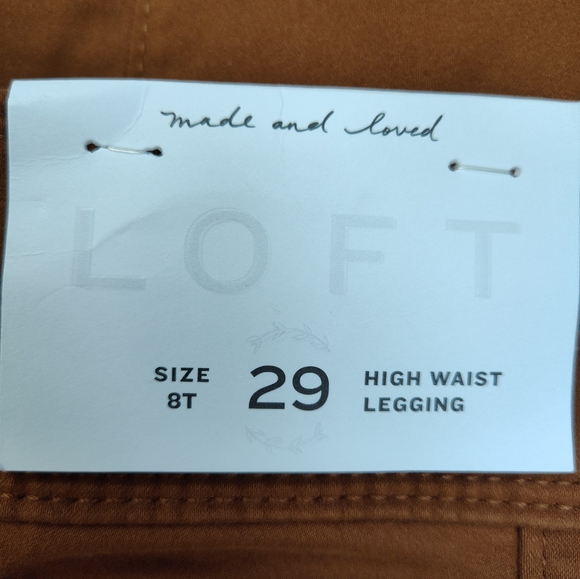 made and loved
LOFT
SIZE
8T
29
HIGH WAIST
LEGGING